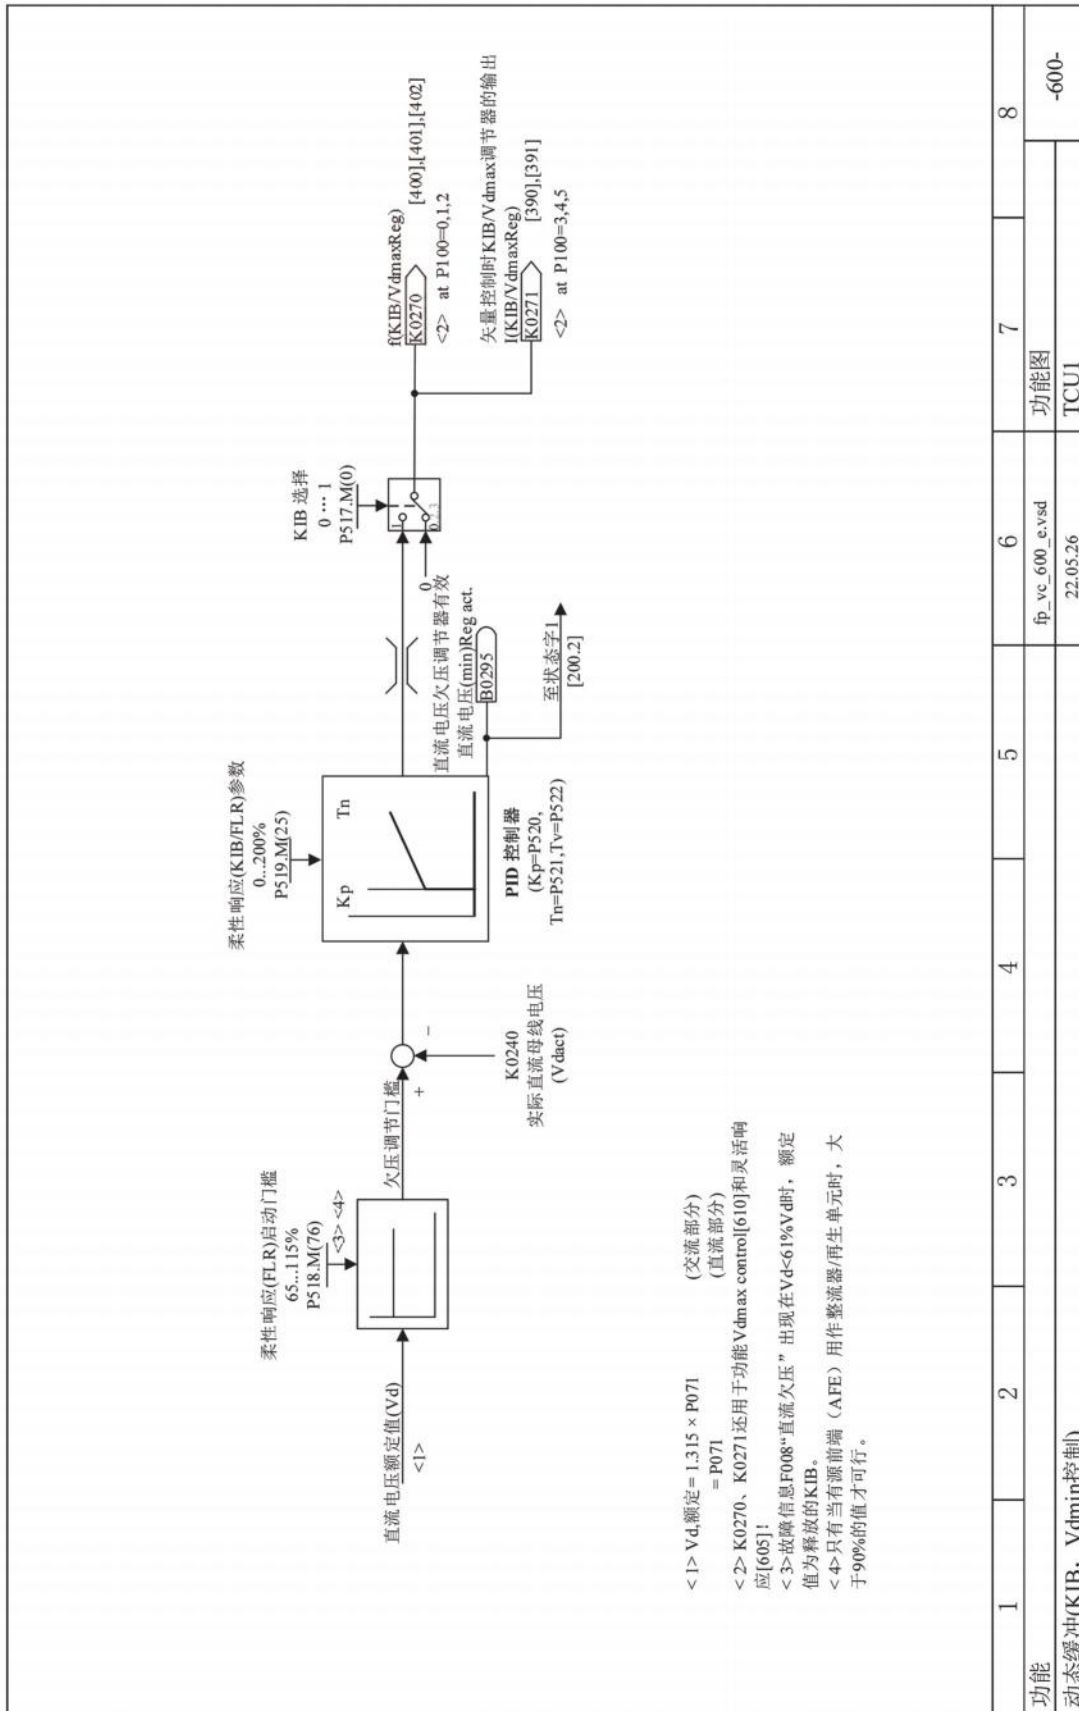 柔性响应(FLR)启动门槛
65...115%
P518.M(76)
<3> <4>
直流电压额定值(Vd)
<1>
欠压调节门槛
+
−
K0240
实际直流母线电压
(Vdact)
柔性响应(KIB/FLR)参数
0...200%
P519.M(25)
Kp
Tn
PID 控制器
(Kp=P520,
Tn=P521,Tv=P522)
直流电压欠压调节器有效
直流电压(min)Reg act.
B0295
至状态字1
[200.2]
KIB 选择
0 … 1
P517.M(0)
1
0 2,3
0
f(KIB/VdmaxReg)
K0270
[400],[401],[402]
<2> at P100=0,1,2
矢量控制时KIB/Vdmax调节器的输出
I(KIB/VdmaxReg)
K0271
[390],[391]
<2> at P100=3,4,5
<1> Vd,额定= 1.315 × P071 (交流部分)
= P071 (直流部分)
<2> K0270、K0271还用于功能Vdmax control[610]和灵活响
应[605]!
<3>故障信息F008“直流欠压”出现在Vd<61%Vd时，额定
值为释放的KIB。
<4>只有当有源前端（AFE）用作整流器/再生单元时，大
于90%的值才可行。
1 2 3 4 5 6 7 8
功能 fp_vc_600_e.vsd 功能图 -600-
动态缓冲(KIB，Vdmin控制) 22.05.26 TCU1